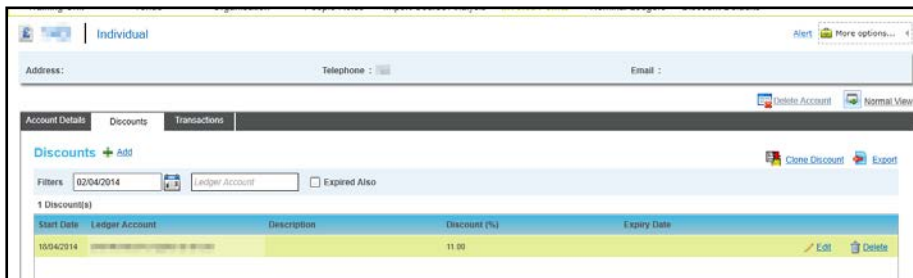 Individual
Alert More options...
Address: Telephone : Email :
Delete Account Normal View
Account Details Discounts Transactions
Discounts Add
Clone Discount Export
Filters 02/04/2014 Ledger Account Expired Also
1 Discount(s)
Start Date Ledger Account Description Discount (%) Expiry Date
18/04/2014 11.00 Edit Delete